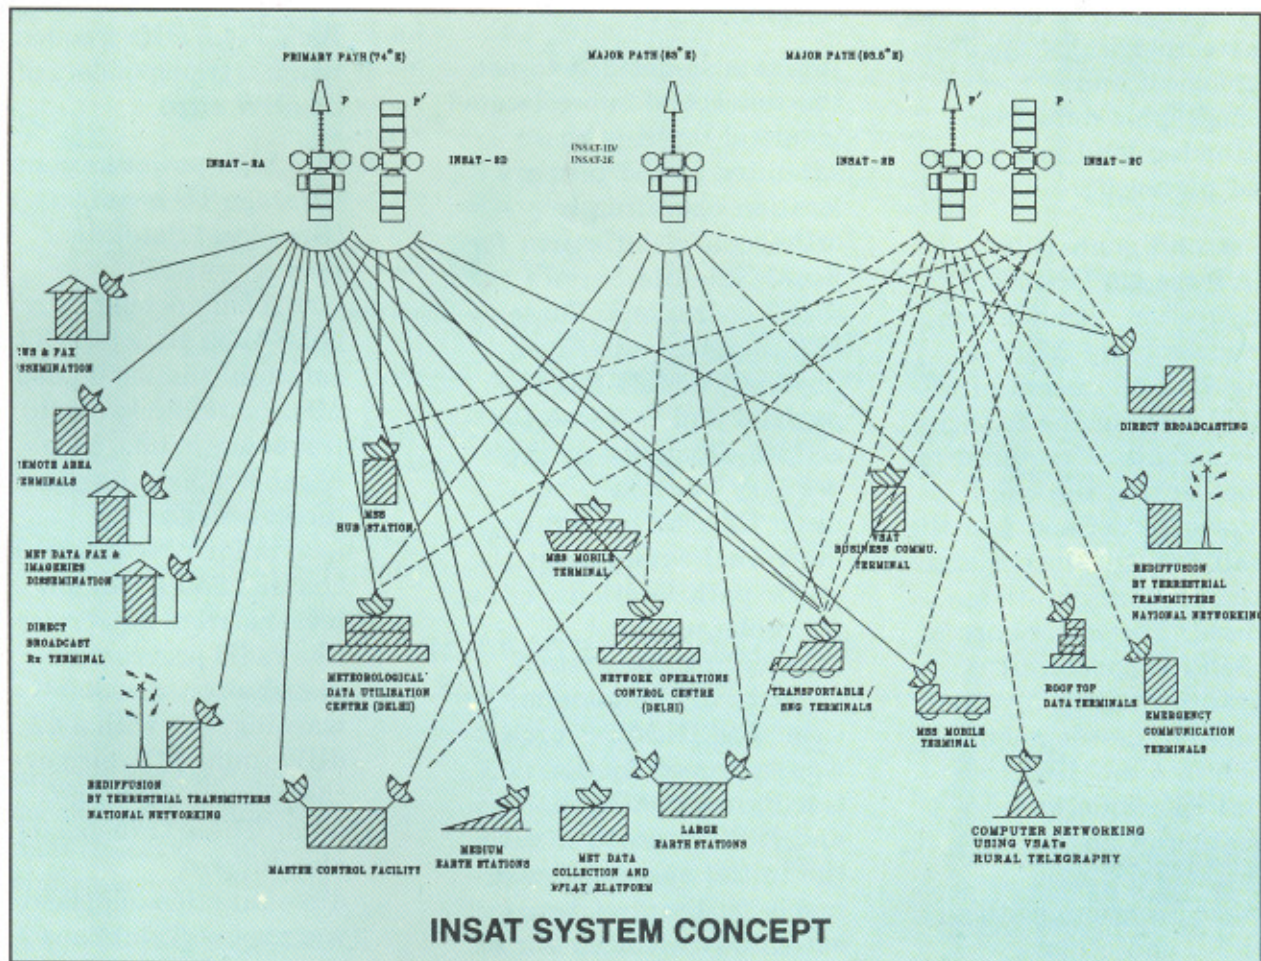 PRIMARY PATH (74° E)
MAJOR PATH (83° E)
MAJOR PATH (93.5° E)
P
P'
P'
P
INSAT-2A
INSAT-2D
INSAT-1D/
INSAT-2E
INSAT-2B
INSAT-2C
EWS & FAX
ISSEMINATION
REMOTE AREA
TERMINALS
MET DATA FAX &
IMAGERIES
DISSEMINATION
DIRECT
BROADCAST
Rx TERMINAL
REDIFFUSION
BY TERRESTRIAL TRANSMITTERS
NATIONAL NETWORKING
MSS
HUB STATION
MSS MOBILE
TERMINAL
VSAT
BUSINESS COMMU.
TERMINAL
DIRECT BROADCASTING
REDIFFUSION
BY TERRESTRIAL
TRANSMITTERS
NATIONAL NETWORKING
METEOROLOGICAL
DATA UTILISATION
CENTRE (DELHI)
NETWORK OPERATIONS
CONTROL CENTRE
(DELHI)
TRANSPORTABLE /
SNG TERMINALS
MSS MOBILE
TERMINAL
ROOF TOP
DATA TERMINALS
EMERGENCY
COMMUNICATION
TERMINALS
MASTER CONTROL FACILITY
MEDIUM
EARTH STATIONS
MET DATA
COLLECTION AND
PLATFORM
LARGE
EARTH STATIONS
COMPUTER NETWORKING
USING VSATs
RURAL TELEGRAPHY
INSAT SYSTEM CONCEPT